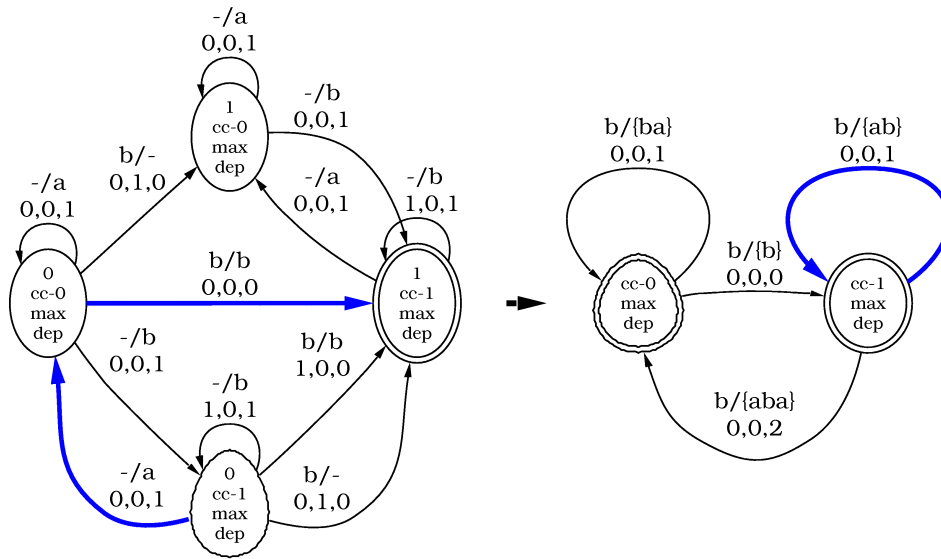 -/a
0,0,1
1
cc-0
max
dep
-/b
0,0,1
b/-
0,1,0
-/a
0,0,1
-/b
1,0,1
-/a
0,0,1
0
cc-0
max
dep
b/b
0,0,0
1
cc-1
max
dep
-/b
0,0,1
b/b
1,0,0
-/b
1,0,1
-/a
0,0,1
0
cc-1
max
dep
b/-
0,1,0
b/{ba}
0,0,1
b/{ab}
0,0,1
b/{b}
0,0,0
cc-0
max
dep
cc-1
max
dep
b/{aba}
0,0,2